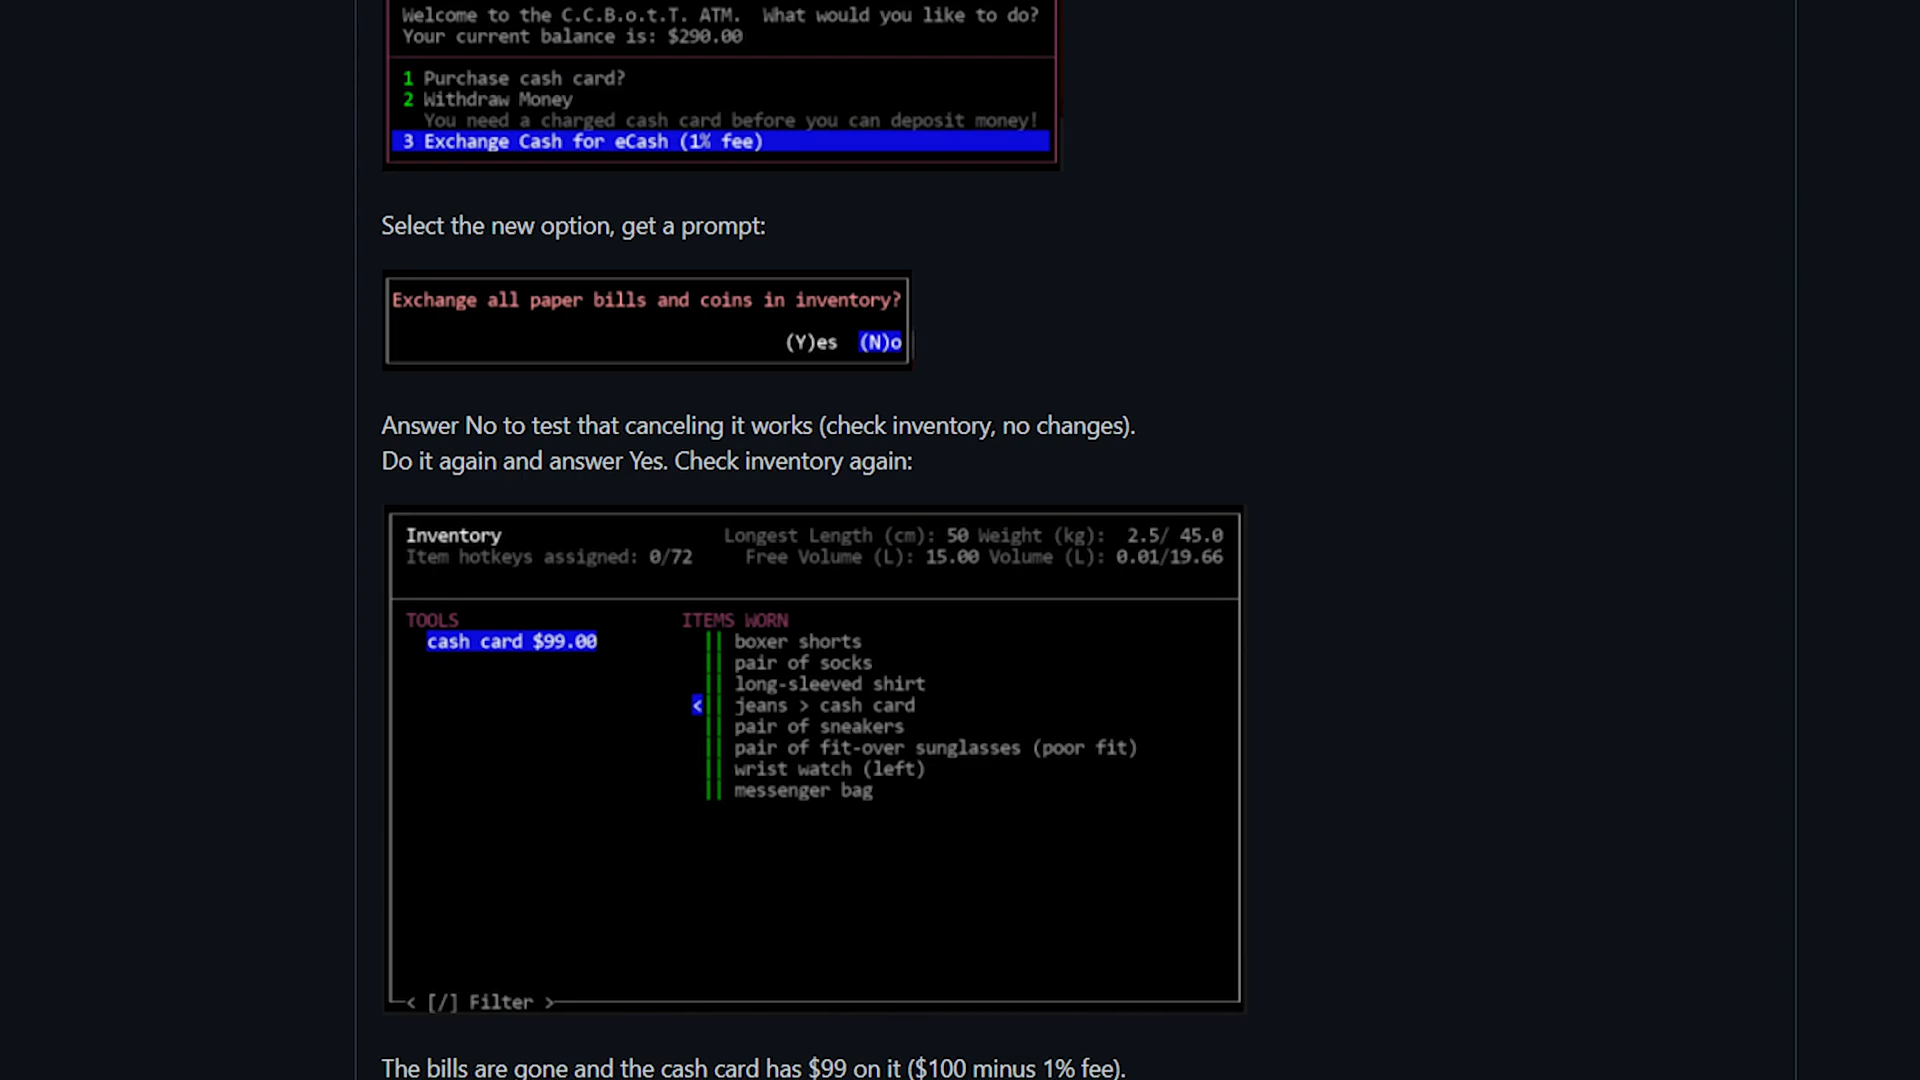 Welcome to the C.C.B.o.t.T. ATM.  What would you like to do?
Your current balance is: $290.00
1 Purchase cash card?
2 Withdraw Money
You need a charged cash card before you can deposit money!
3 Exchange Cash for eCash (1% fee)
Select the new option, get a prompt:
Exchange all paper bills and coins in inventory?
(Y)es (N)o
Answer No to test that canceling it works (check inventory, no changes).
Do it again and answer Yes. Check inventory again:
Inventory Longest Length (cm): 50 Weight (kg): 2.5/ 45.0
Item hotkeys assigned: 0/72 Free Volume (L): 15.00 Volume (L): 0.01/19.66
TOOLS ITEMS WORN
cash card $99.00 || boxer shorts
|| pair of socks
|| long-sleeved shirt
< || jeans > cash card
|| pair of sneakers
|| pair of fit-over sunglasses (poor fit)
|| wrist watch (left)
|| messenger bag
< [/] Filter >
The bills are gone and the cash card has $99 on it ($100 minus 1% fee).